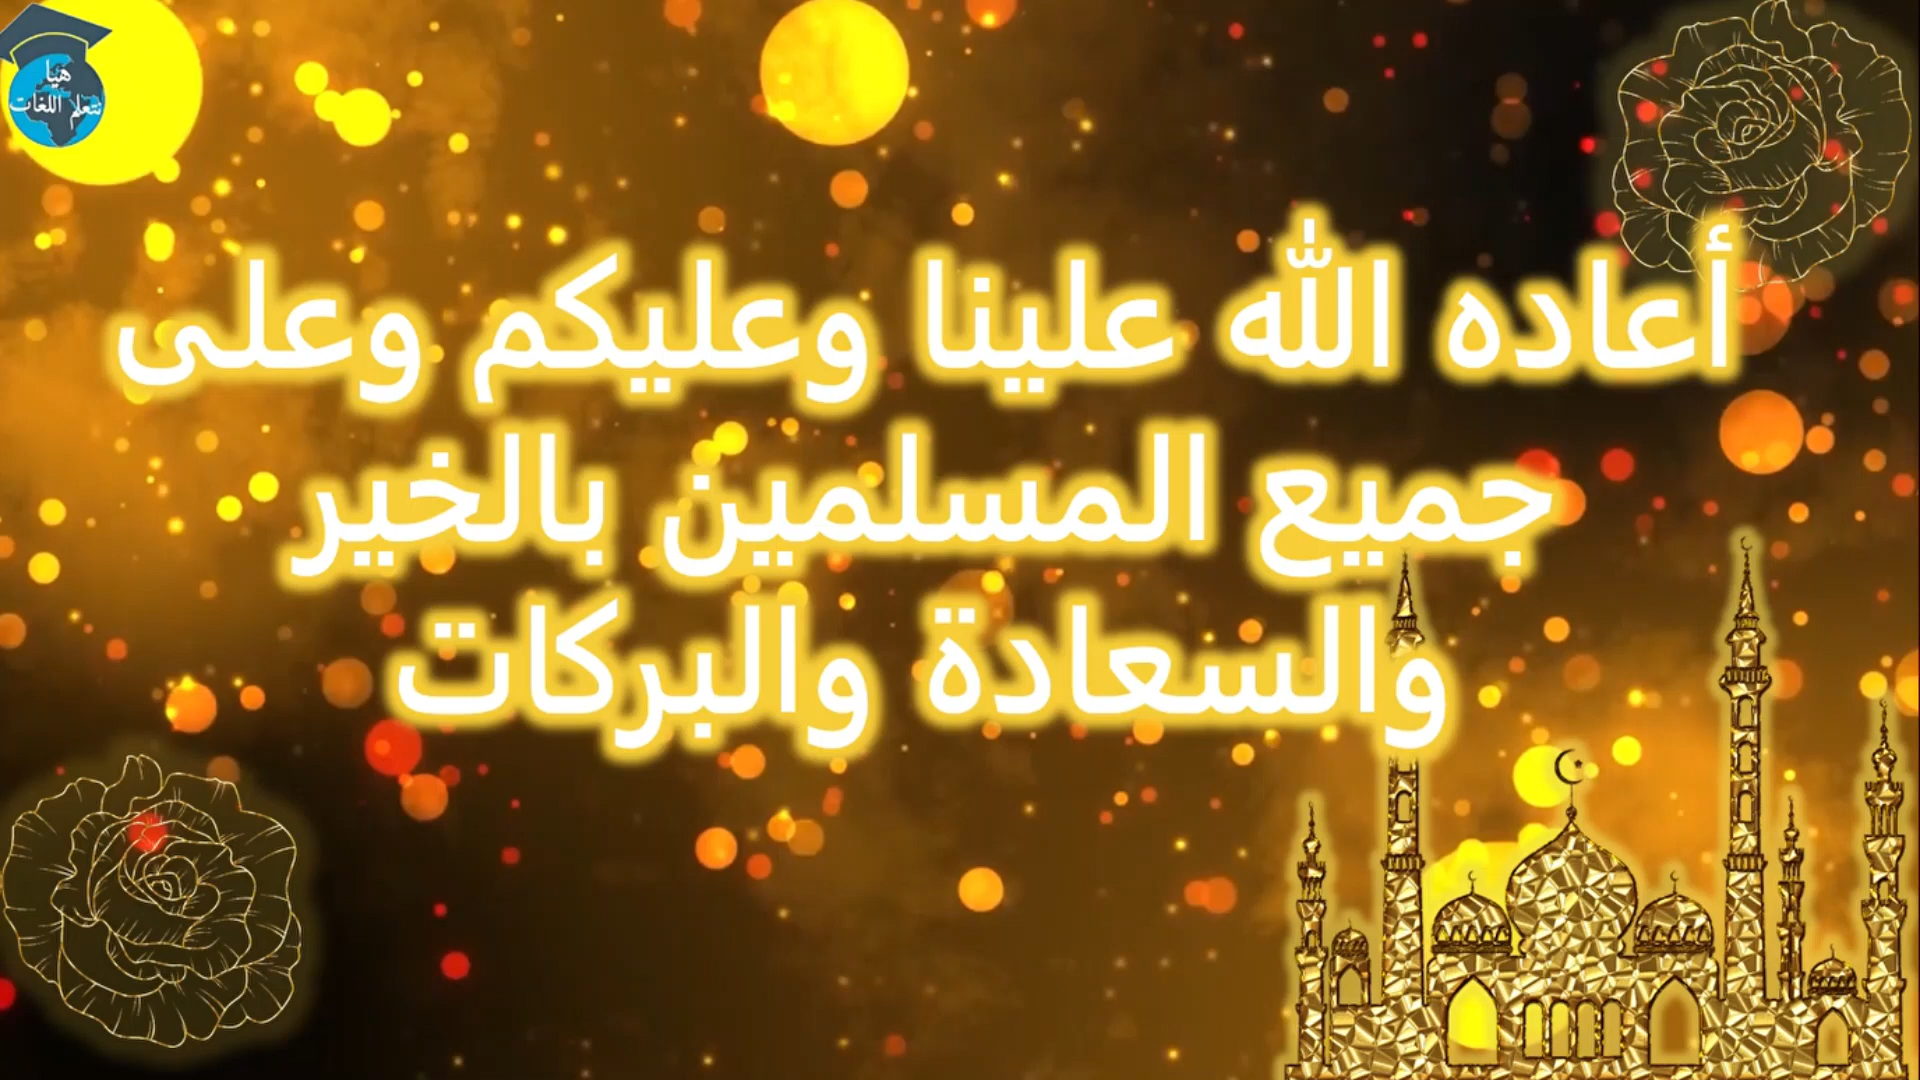 هيا
نتعلم اللغات
أعاده الله علينا وعليكم وعلى
جميع المسلمين بالخير
والسعادة والبركات